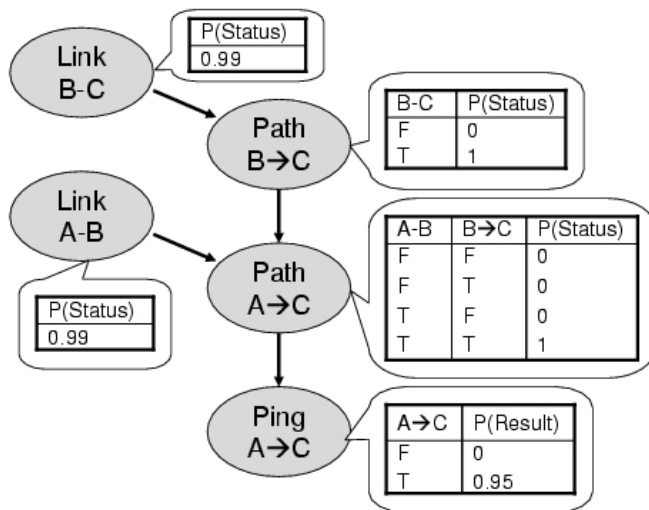 Link
B-C
P(Status)
0.99
Path
B→C
B-C P(Status)
F 0
T 1
Link
A-B
P(Status)
0.99
Path
A→C
A-B B→C P(Status)
F F 0
F T 0
T F 0
T T 1
Ping
A→C
A→C P(Result)
F 0
T 0.95